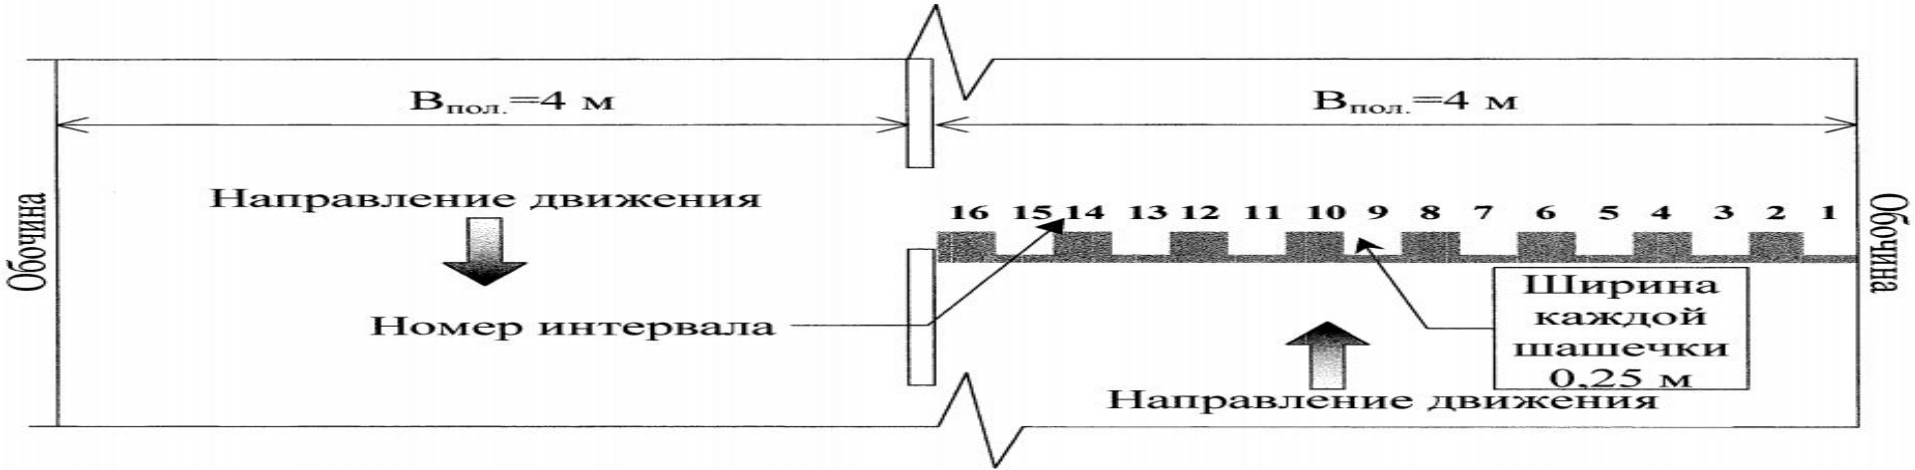 Впол.=4 м
Впол.=4 м
Обочина
Направление движения
16 15 14 13 12 11 10 9 8 7 6 5 4 3 2 1
Обочина
Номер интервала
Ширина
каждой
шашечки
0,25 м
Направление движения